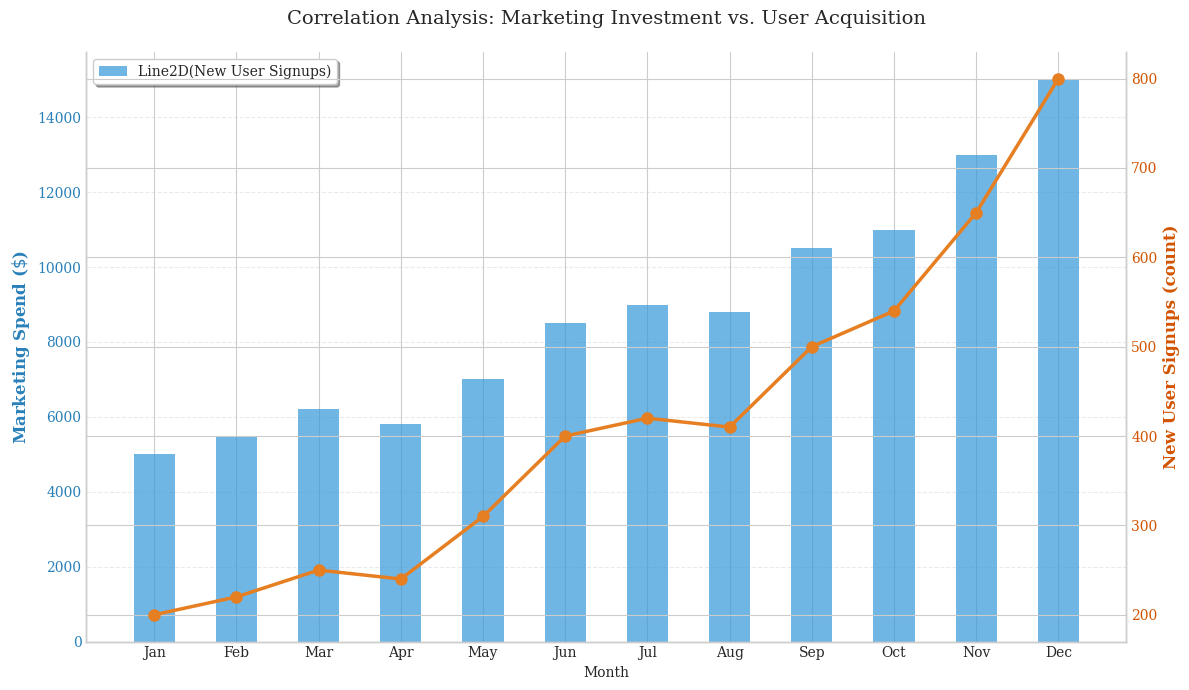 Correlation Analysis: Marketing Investment vs. User Acquisition
Line2D(New User Signups)
Marketing Spend ($)
14000
12000
10000
8000
6000
4000
2000
0
New User Signups (count)
800
700
600
500
400
300
200
Jan Feb Mar Apr May Jun Jul Aug Sep Oct Nov Dec
Month